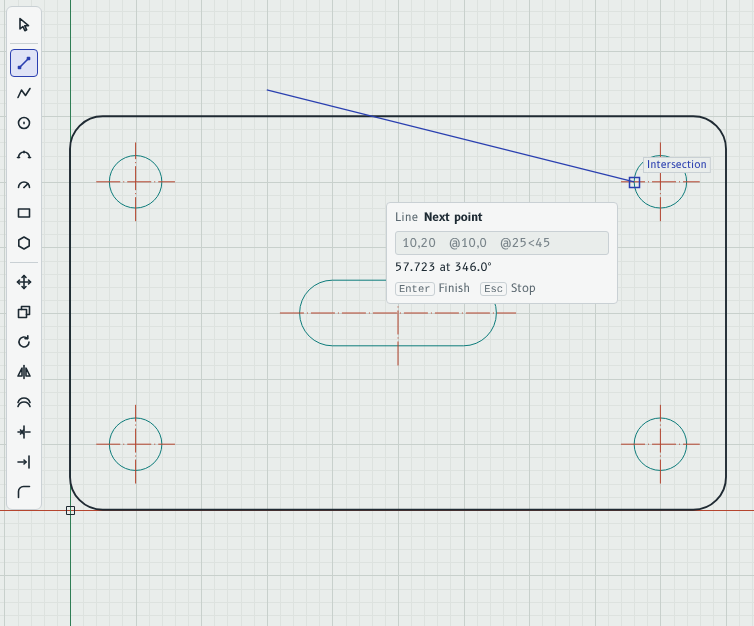 Intersection
Line Next point
10,20 @10,0 @25<45
57.723 at 346.0°
Enter Finish Esc Stop